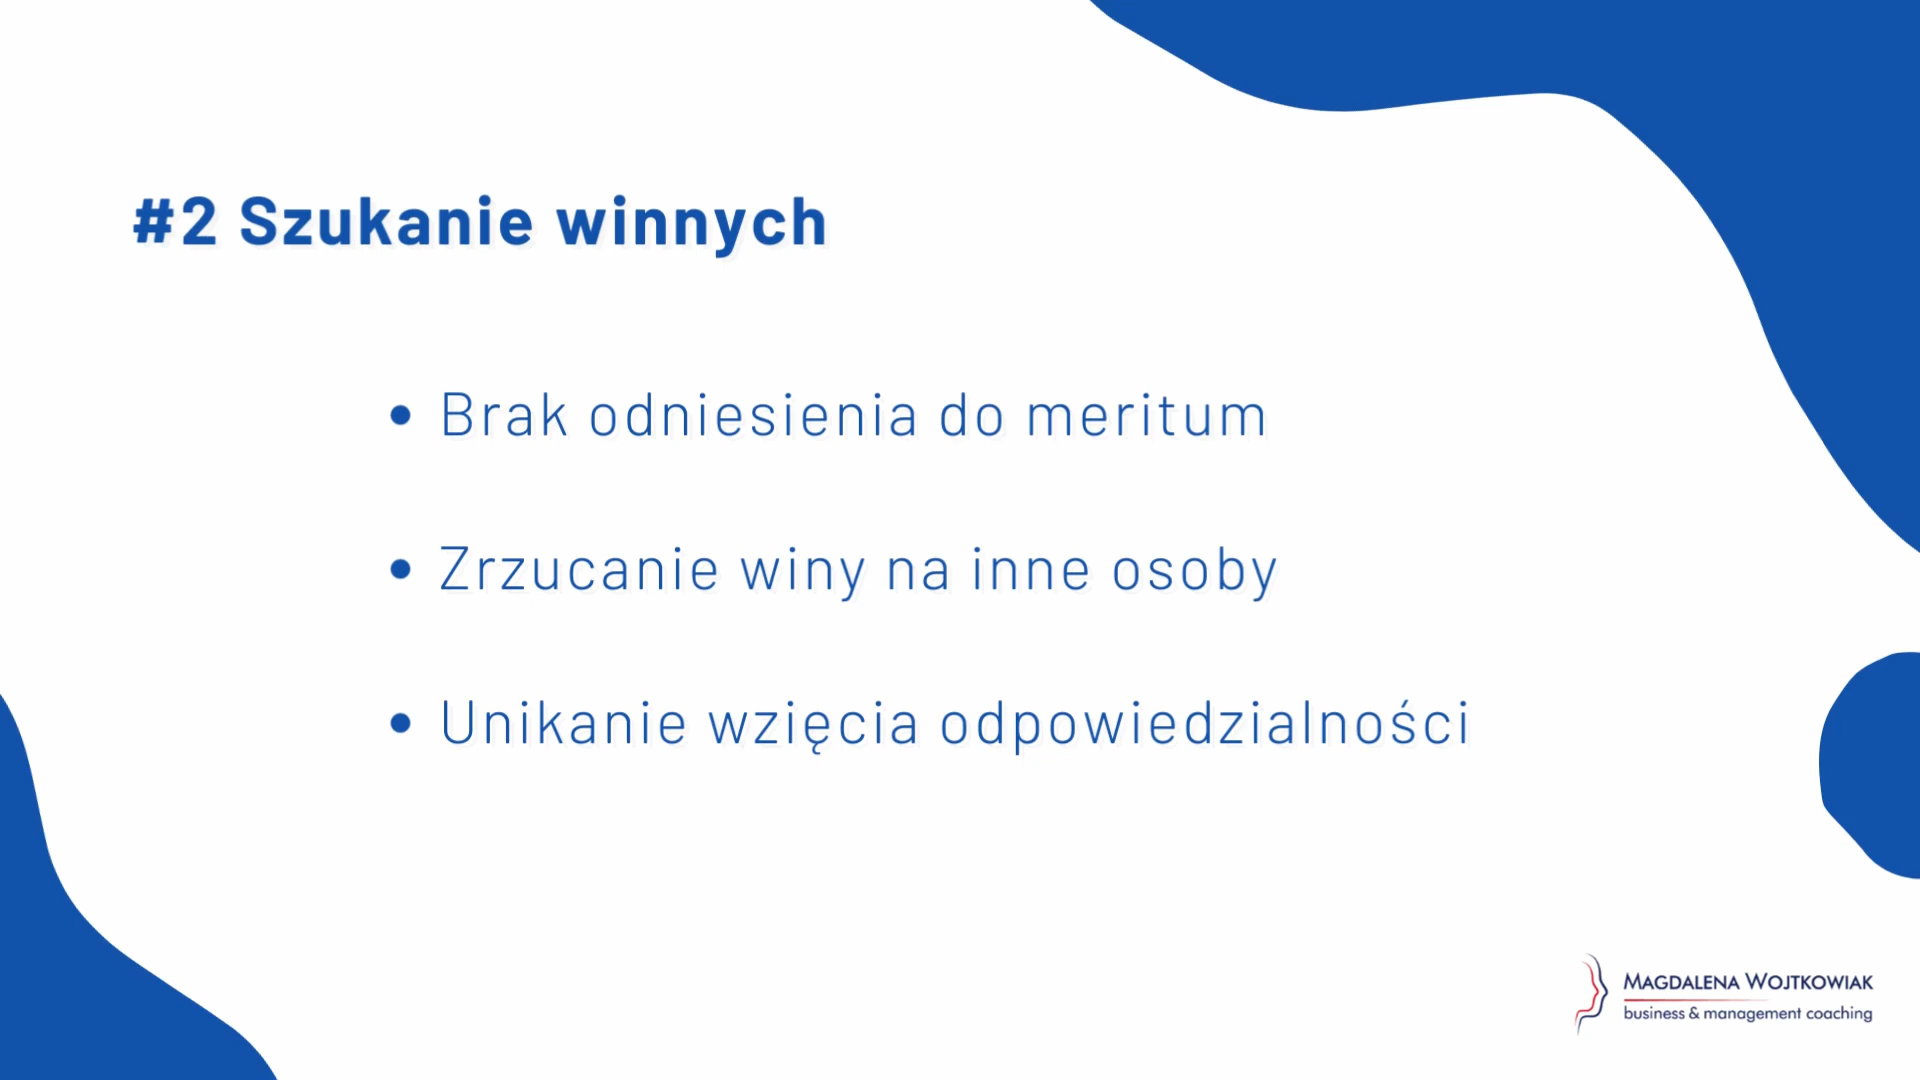 #2 Szukanie winnych
• Brak odniesienia do meritum
• Zrzucanie winy na inne osoby
• Unikanie wzięcia odpowiedzialności
MAGDALENA WOJTKOWIAK
business & management coaching